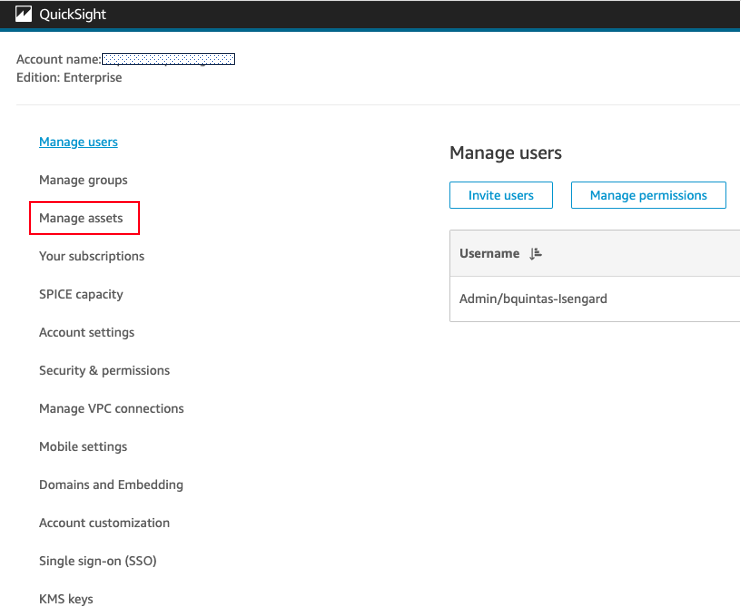 QuickSight
Account name:
Edition: Enterprise
Manage users
Manage groups
Manage assets
Your subscriptions
SPICE capacity
Account settings
Security & permissions
Manage VPC connections
Mobile settings
Domains and Embedding
Account customization
Single sign-on (SSO)
KMS keys
Manage users
Invite users Manage permissions
Username
Admin/bquintas-Isengard